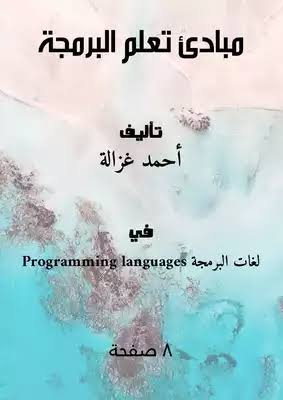 مبادئ تعلم البرمجة
تأليف
أحمد غزالة
في
لغات البرمجة Programming languages
٨ صفحة